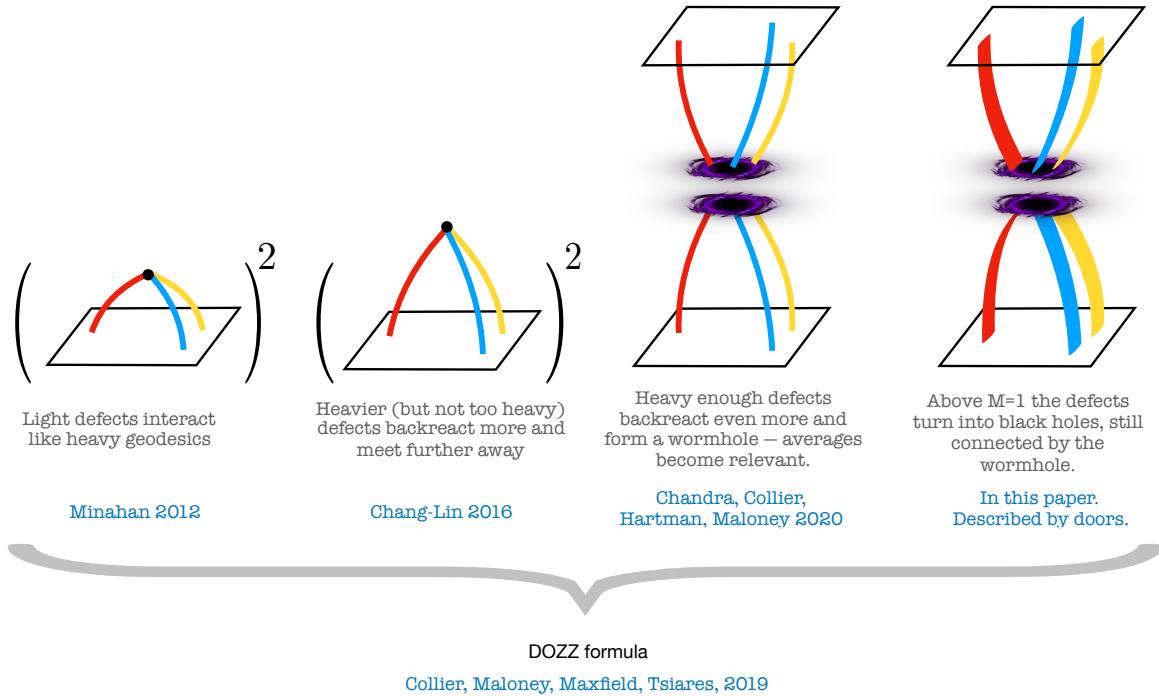 ( )2
( )2
Light defects interact
like heavy geodesics
Minahan 2012
Heavier (but not too heavy)
defects backreact more and
meet further away
Chang-Lin 2016
Heavy enough defects
backreact even more and
form a wormhole — averages
become relevant.
Chandra, Collier,
Hartman, Maloney 2020
Above M=1 the defects
turn into black holes, still
connected by the
wormhole.
In this paper.
Described by doors.
DOZZ formula
Collier, Maloney, Maxfield, Tsiares, 2019